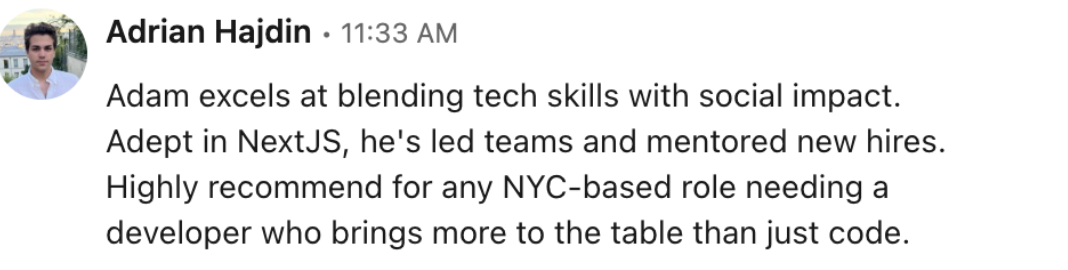 Adrian Hajdin • 11:33 AM
Adam excels at blending tech skills with social impact.
Adept in NextJS, he's led teams and mentored new hires.
Highly recommend for any NYC-based role needing a
developer who brings more to the table than just code.